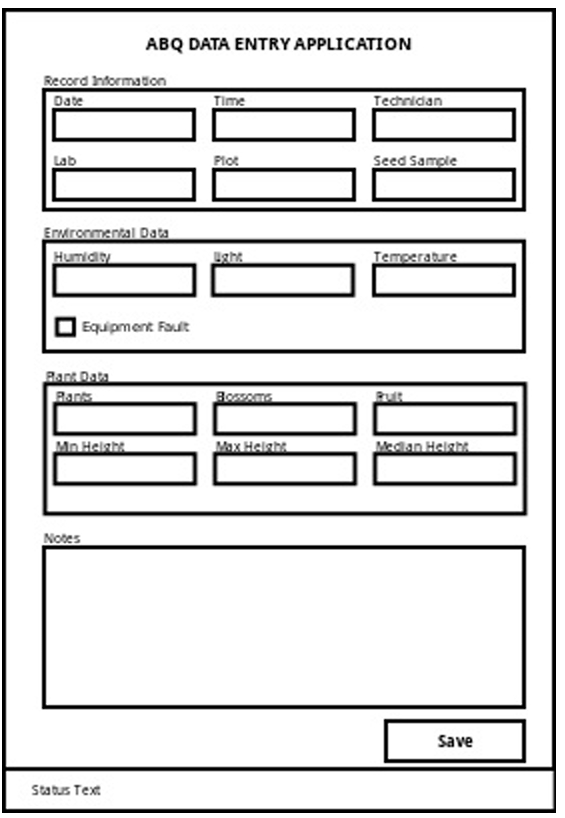 ABQ DATA ENTRY APPLICATION
Record Information
Date Time Technician
Lab Plot Seed Sample
Environmental Data
Humidity light Temperature
Equipment Fault
Plant Data
Plants Blossoms Fruit
Min Height Max Height Median Height
Notes
Save
Status Text